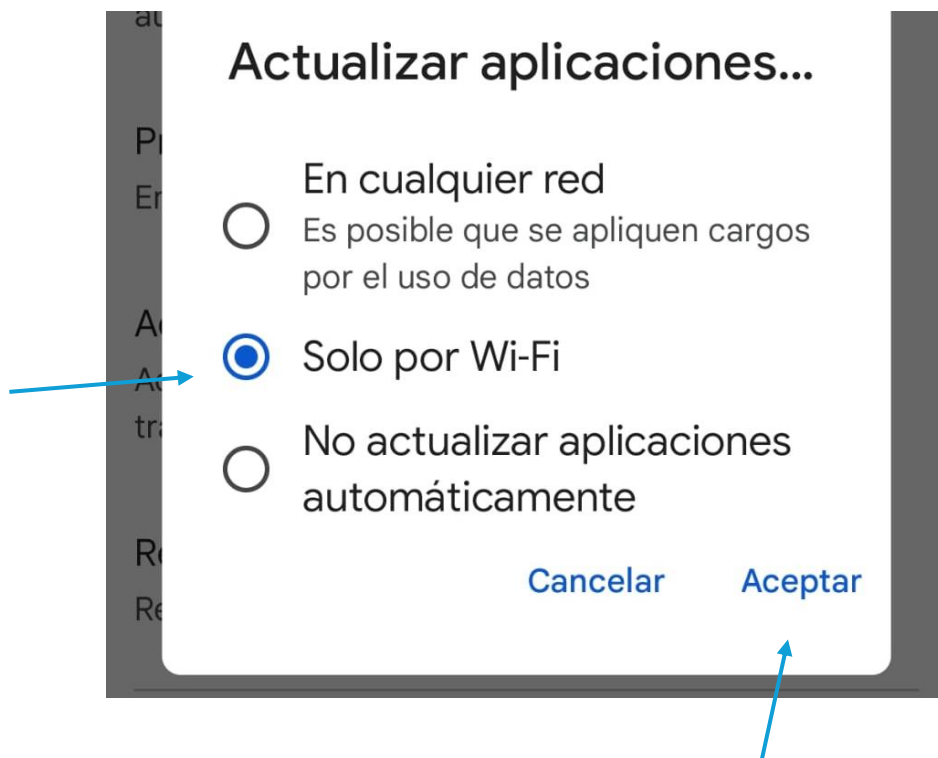 Actualizar aplicaciones...
En cualquier red
Es posible que se apliquen cargos
por el uso de datos
Solo por Wi-Fi
No actualizar aplicaciones
automáticamente
Cancelar
Aceptar